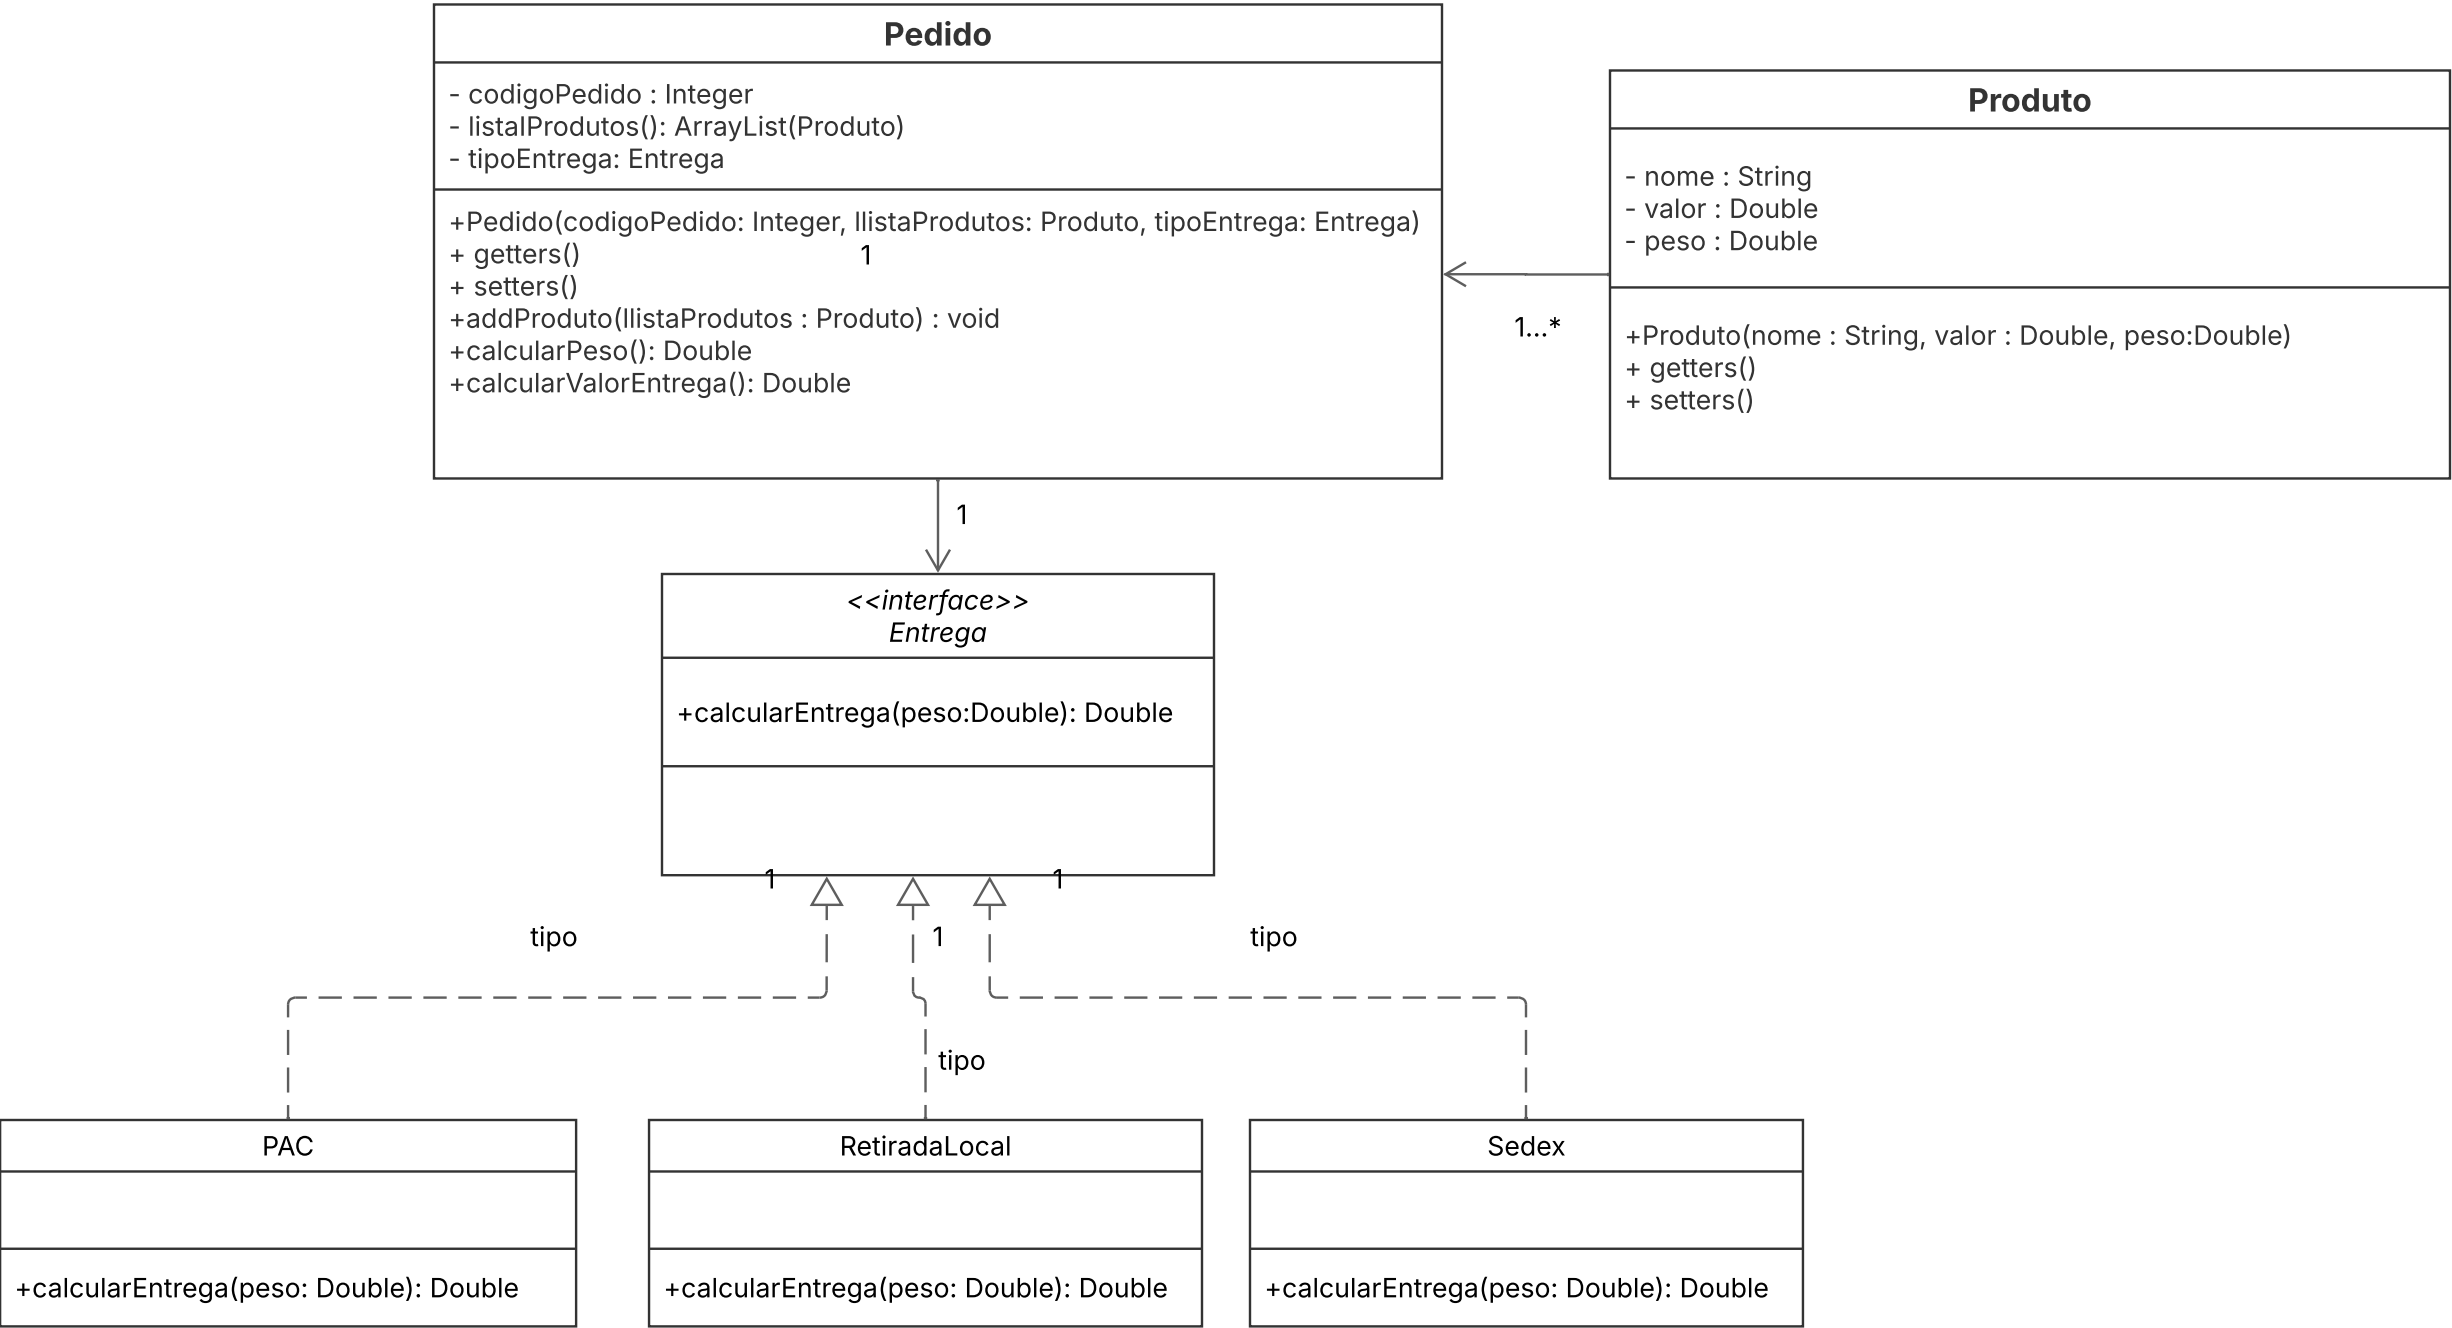 Pedido
- codigoPedido : Integer
- listalProdutos(): ArrayList(Produto)
- tipoEntrega: Entrega
+Pedido(codigoPedido: Integer, llistaProdutos: Produto, tipoEntrega: Entrega)
+ getters()
1
+ setters()
+addProduto(llistaProdutos : Produto) : void
+calcularPeso(): Double
+calcularValorEntrega(): Double
Produto
- nome : String
- valor : Double
- peso : Double
+Produto(nome : String, valor : Double, peso:Double)
+ getters()
+ setters()
1...*
1
<<interface>>
Entrega
+calcularEntrega(peso:Double): Double
1
1
tipo
1
tipo
tipo
PAC
+calcularEntrega(peso: Double): Double
RetiradaLocal
+calcularEntrega(peso: Double): Double
Sedex
+calcularEntrega(peso: Double): Double